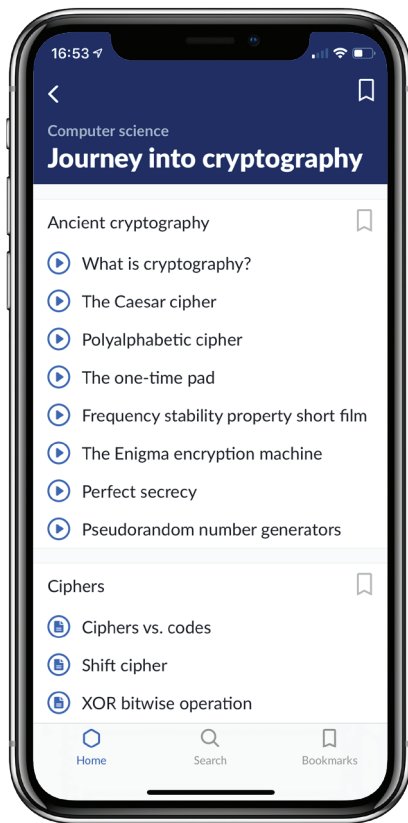 16:53
Computer science
Journey into cryptography
Ancient cryptography
What is cryptography?
The Caesar cipher
Polyalphabetic cipher
The one-time pad
Frequency stability property short film
The Enigma encryption machine
Perfect secrecy
Pseudorandom number generators
Ciphers
Ciphers vs. codes
Shift cipher
XOR bitwise operation
Home Search Bookmarks